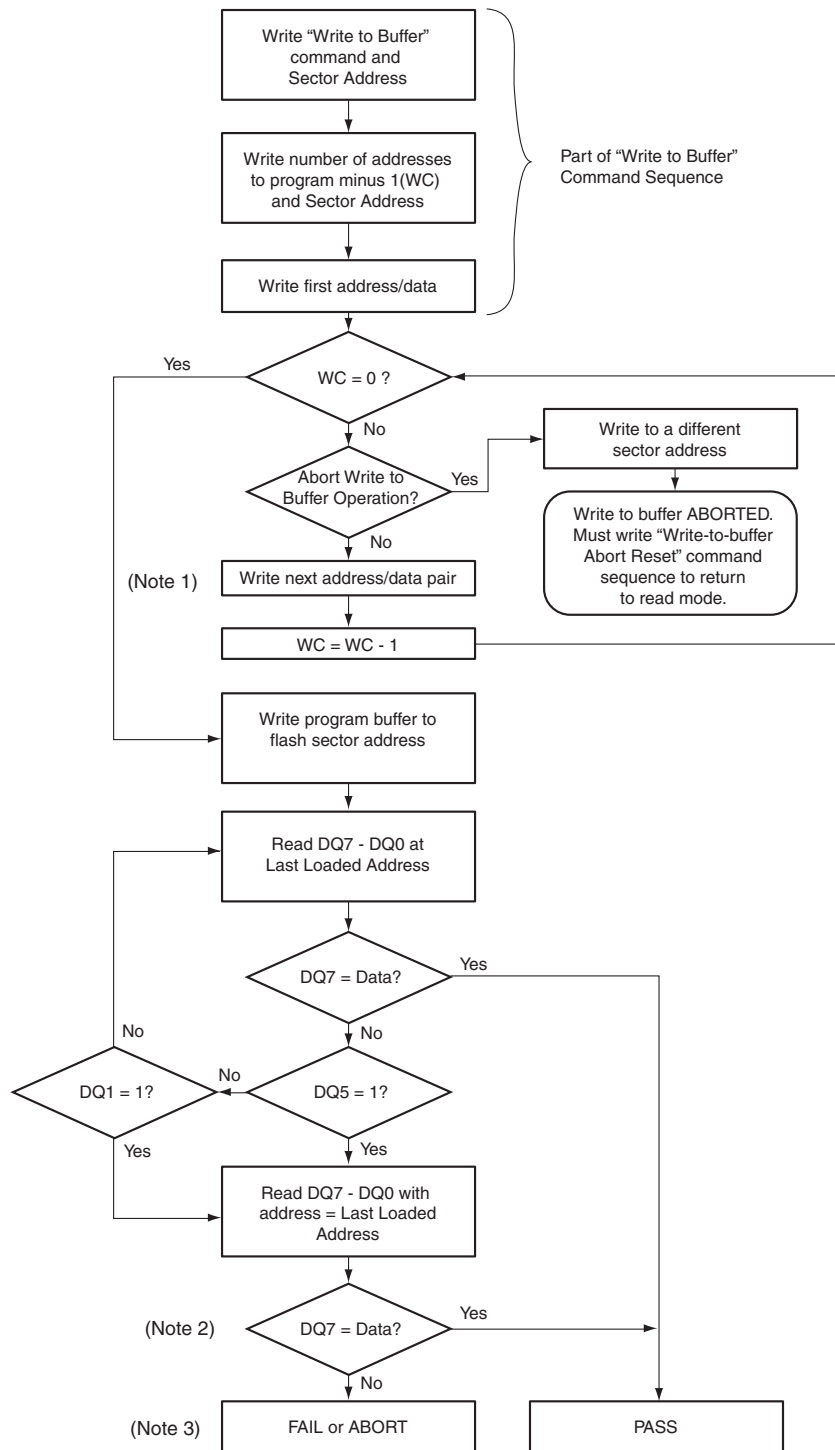 Write “Write to Buffer”
command and
Sector Address
Write number of addresses
to program minus 1(WC)
and Sector Address
Part of “Write to Buffer”
Command Sequence
Write first address/data
Yes
WC = 0 ?
No
Write to a different
sector address
Abort Write to
Buffer Operation?
Yes
No
Write to buffer ABORTED.
Must write “Write-to-buffer
Abort Reset” command
sequence to return
to read mode.
(Note 1)
Write next address/data pair
WC = WC - 1
Write program buffer to
flash sector address
Read DQ7 - DQ0 at
Last Loaded Address
DQ7 = Data?
Yes
No
No
DQ1 = 1?
No
DQ5 = 1?
Yes
Yes
Read DQ7 - DQ0 with
address = Last Loaded
Address
(Note 2)
DQ7 = Data?
Yes
No
(Note 3)
FAIL or ABORT
PASS